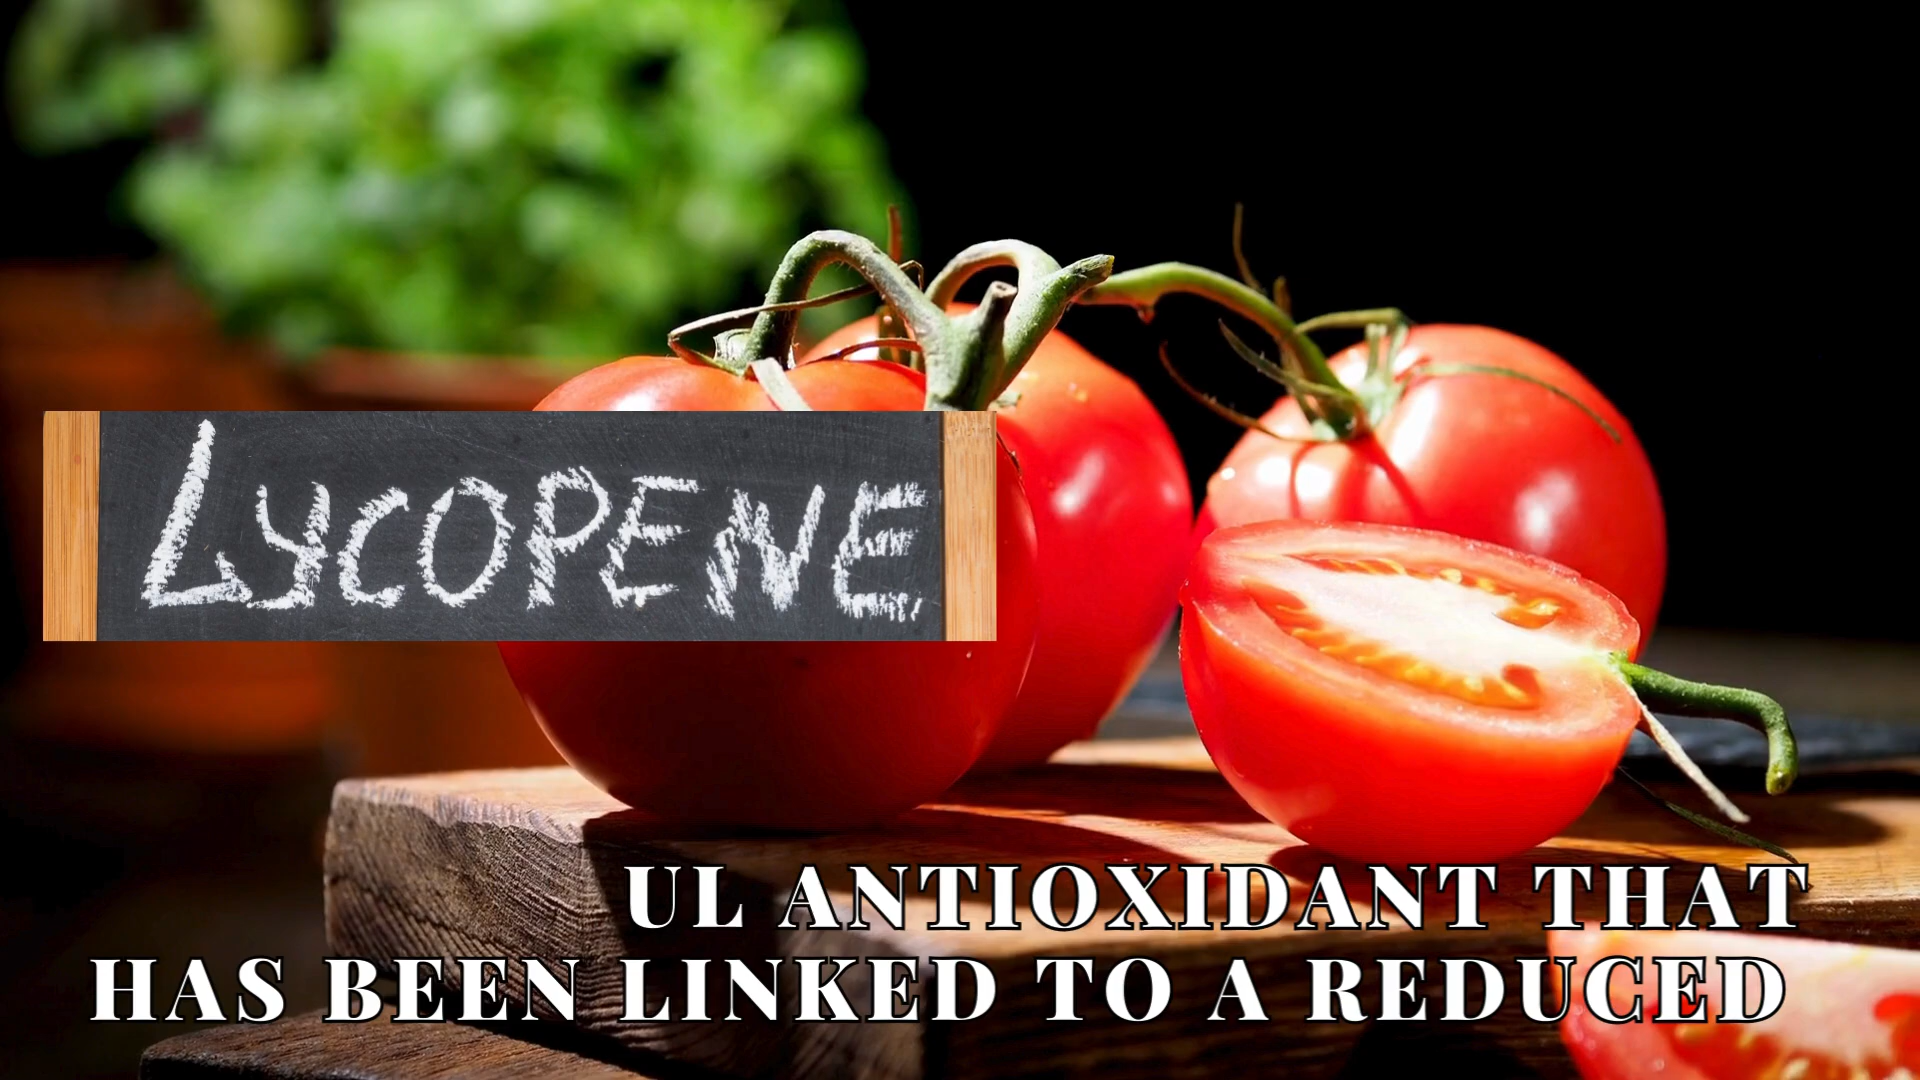 LYCOPENE
UL ANTIOXIDANT THAT
HAS BEEN LINKED TO A REDUCED